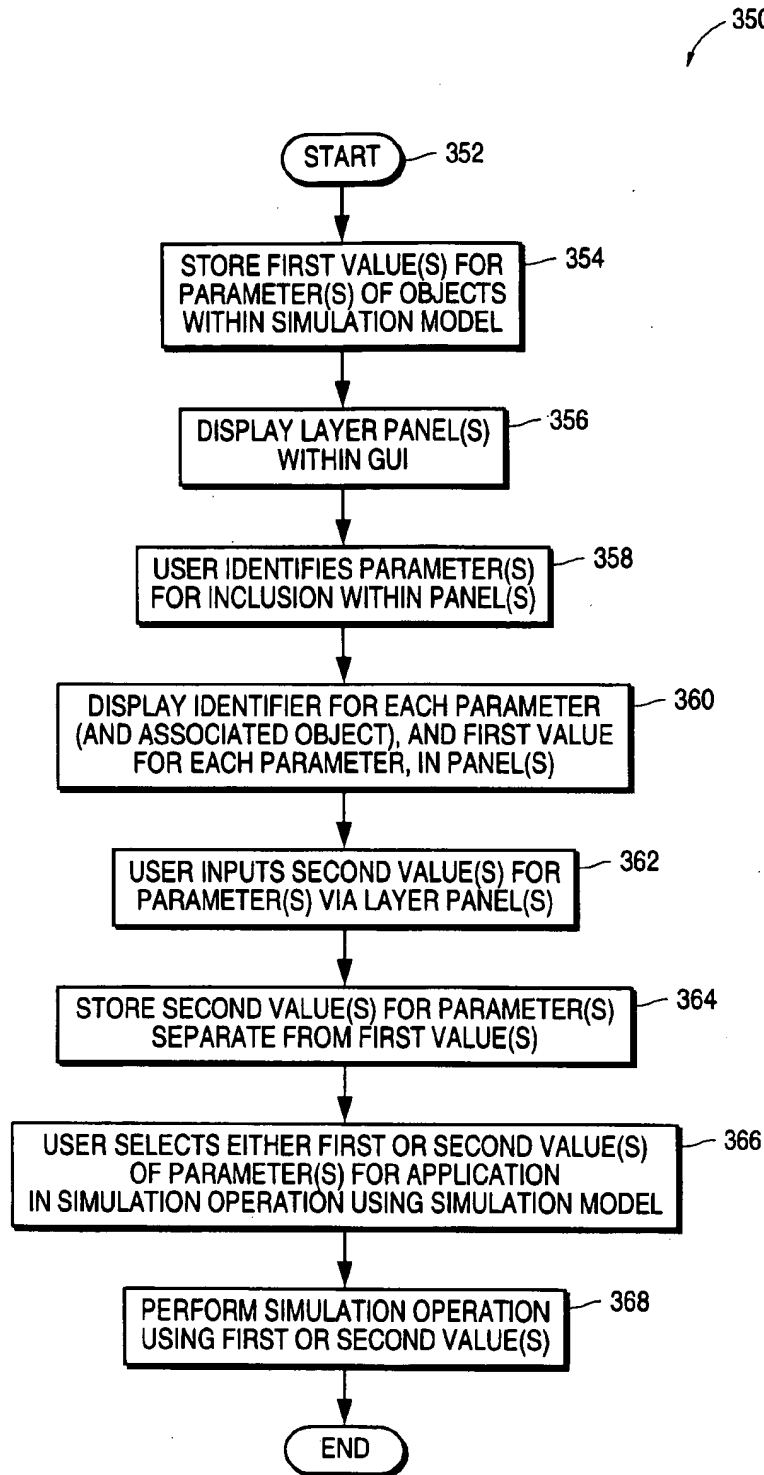 350
START
352
STORE FIRST VALUE(S) FOR
PARAMETER(S) OF OBJECTS
WITHIN SIMULATION MODEL
354
DISPLAY LAYER PANEL(S)
WITHIN GUI
356
USER IDENTIFIES PARAMETER(S)
FOR INCLUSION WITHIN PANEL(S)
358
DISPLAY IDENTIFIER FOR EACH PARAMETER
(AND ASSOCIATED OBJECT), AND FIRST VALUE
FOR EACH PARAMETER, IN PANEL(S)
360
USER INPUTS SECOND VALUE(S) FOR
PARAMETER(S) VIA LAYER PANEL(S)
362
STORE SECOND VALUE(S) FOR PARAMETER(S)
SEPARATE FROM FIRST VALUE(S)
364
USER SELECTS EITHER FIRST OR SECOND VALUE(S)
OF PARAMETER(S) FOR APPLICATION
IN SIMULATION OPERATION USING SIMULATION MODEL
366
PERFORM SIMULATION OPERATION
USING FIRST OR SECOND VALUE(S)
368
END